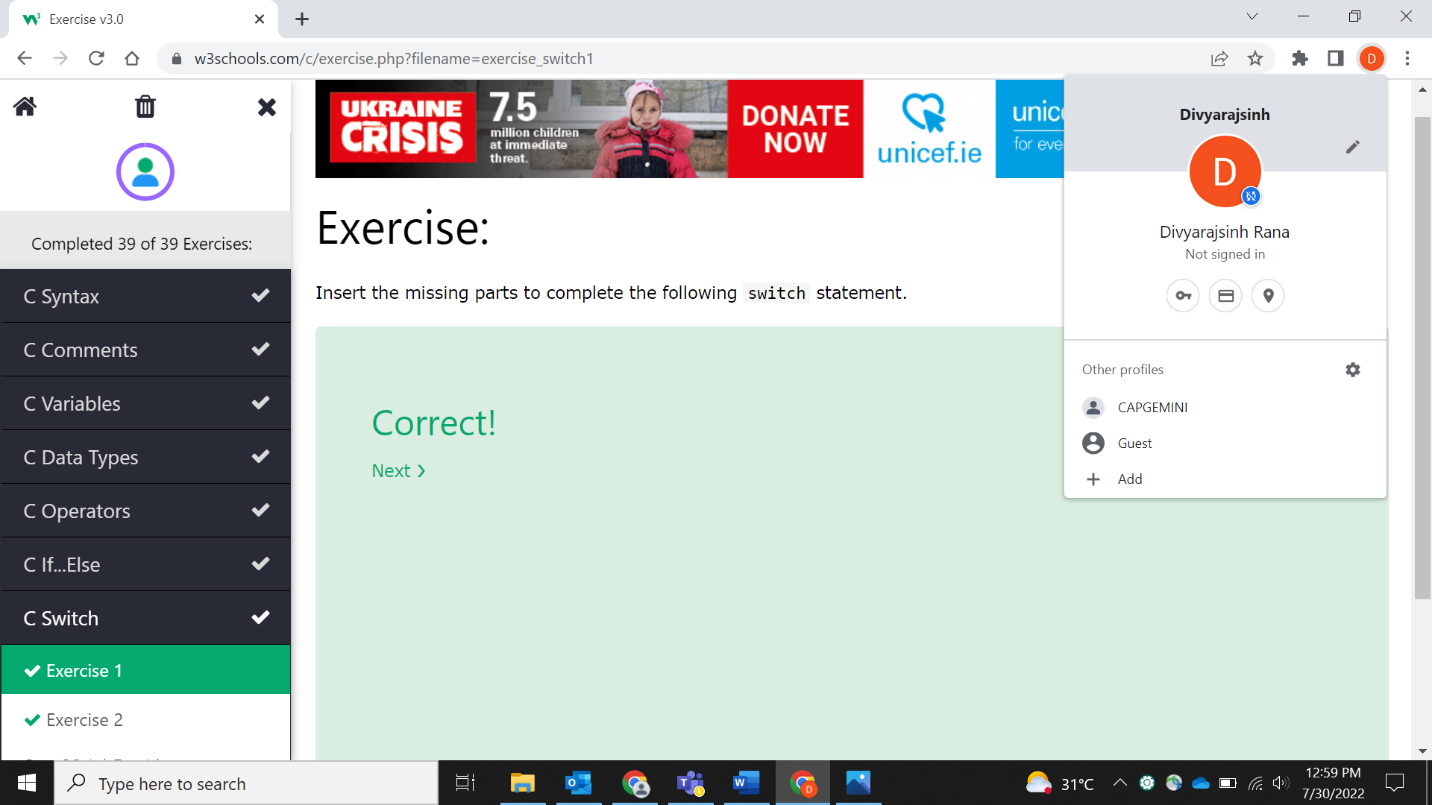 Exercise v3.0
w3schools.com/c/exercise.php?filename=exercise_switch1
D
Completed 39 of 39 Exercises:
C Syntax
C Comments
C Variables
C Data Types
C Operators
C If...Else
C Switch
Exercise 1
Exercise 2
UKRAINE
CRISIS
7.5
million children
at immediate
threat.
DONATE
NOW
unicef.ie
unic
for eve
Exercise:
Insert the missing parts to complete the following switch statement.
Correct!
Next ❯
Divyarajsinh
D
Divyarajsinh Rana
Not signed in
Other profiles
CAPGEMINI
Guest
Add
Type here to search
31°C
12:59 PM
7/30/2022